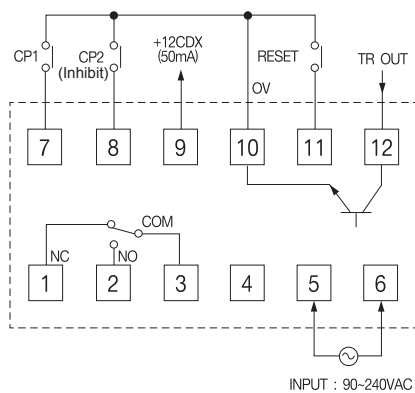 CP1
CP2
(Inhibit)
+12CDX
(50mA)
RESET
TR OUT
OV
7
8
9
10
11
12
COM
NC
NO
1
2
3
4
5
6
INPUT : 90~240VAC